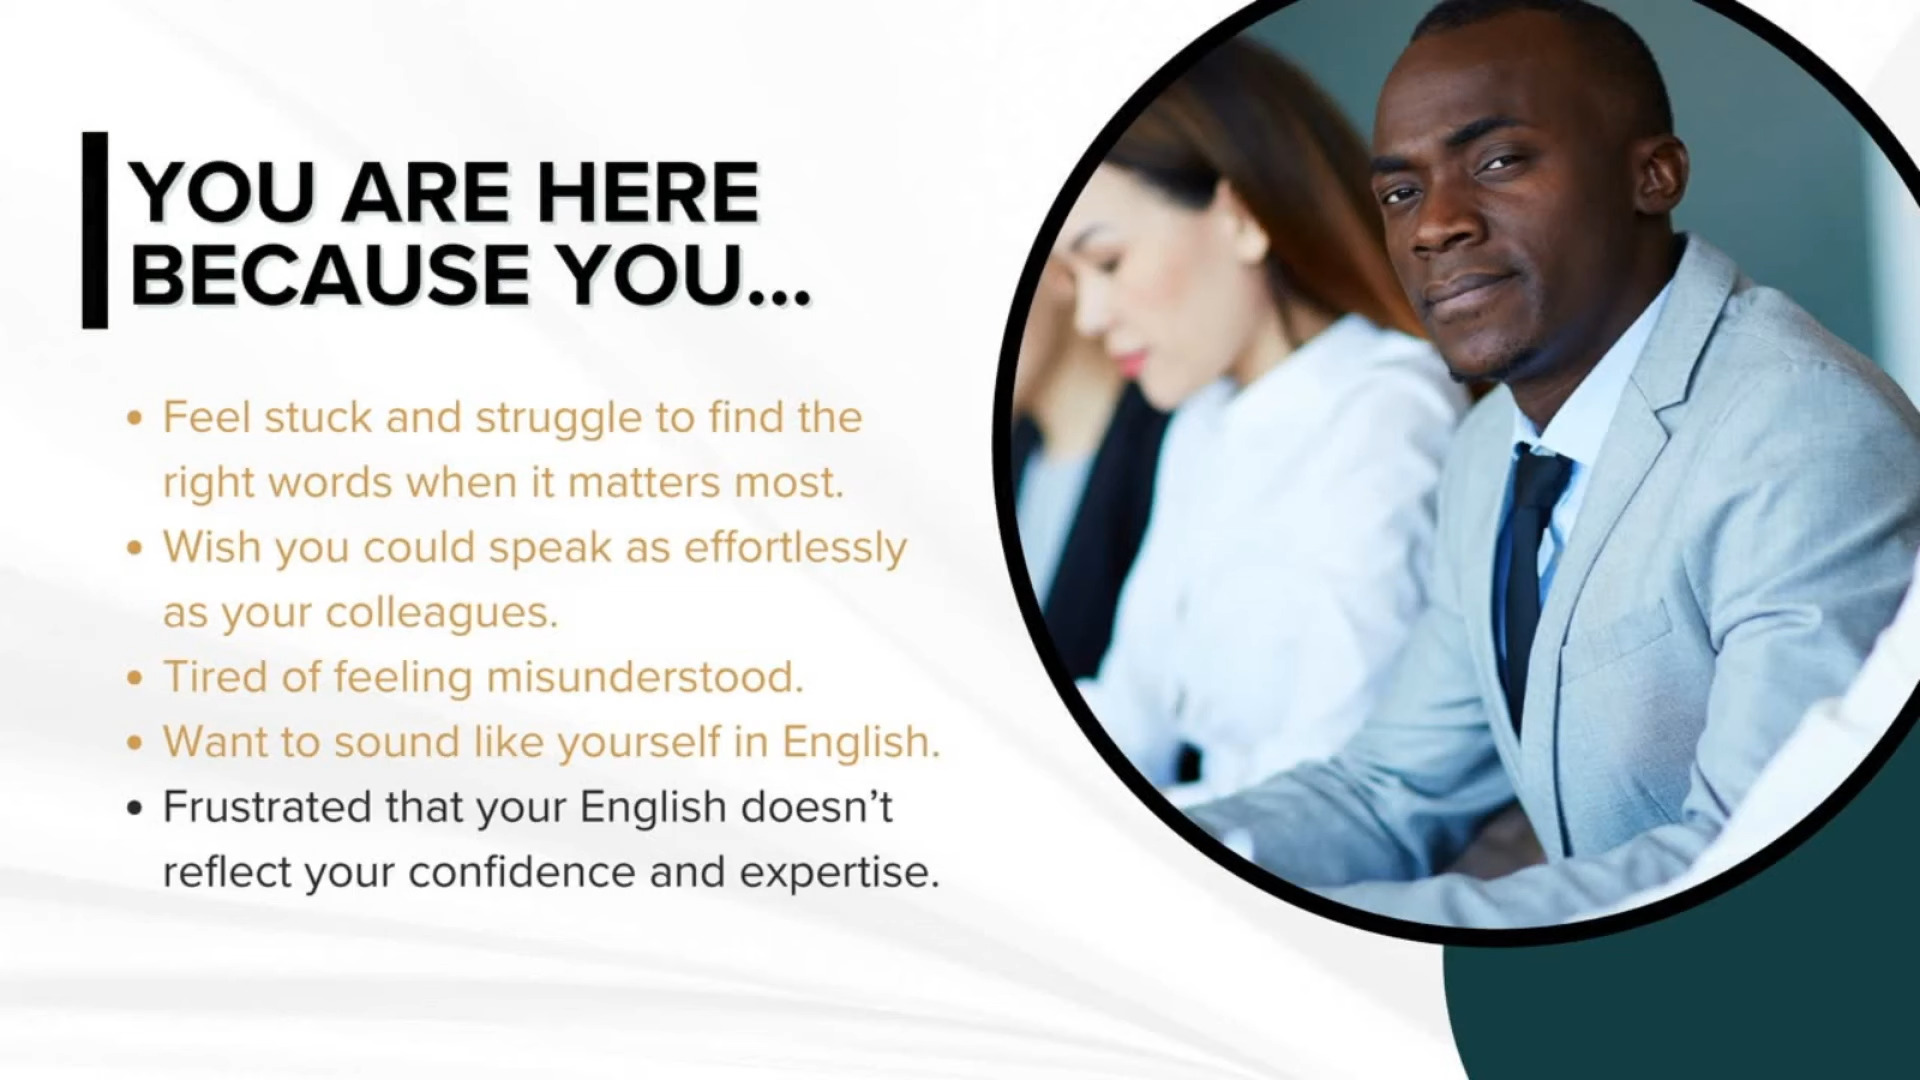 YOU ARE HERE
BECAUSE YOU...
• Feel stuck and struggle to find the
right words when it matters most.
• Wish you could speak as effortlessly
as your colleagues.
• Tired of feeling misunderstood.
• Want to sound like yourself in English.
• Frustrated that your English doesn’t
reflect your confidence and expertise.